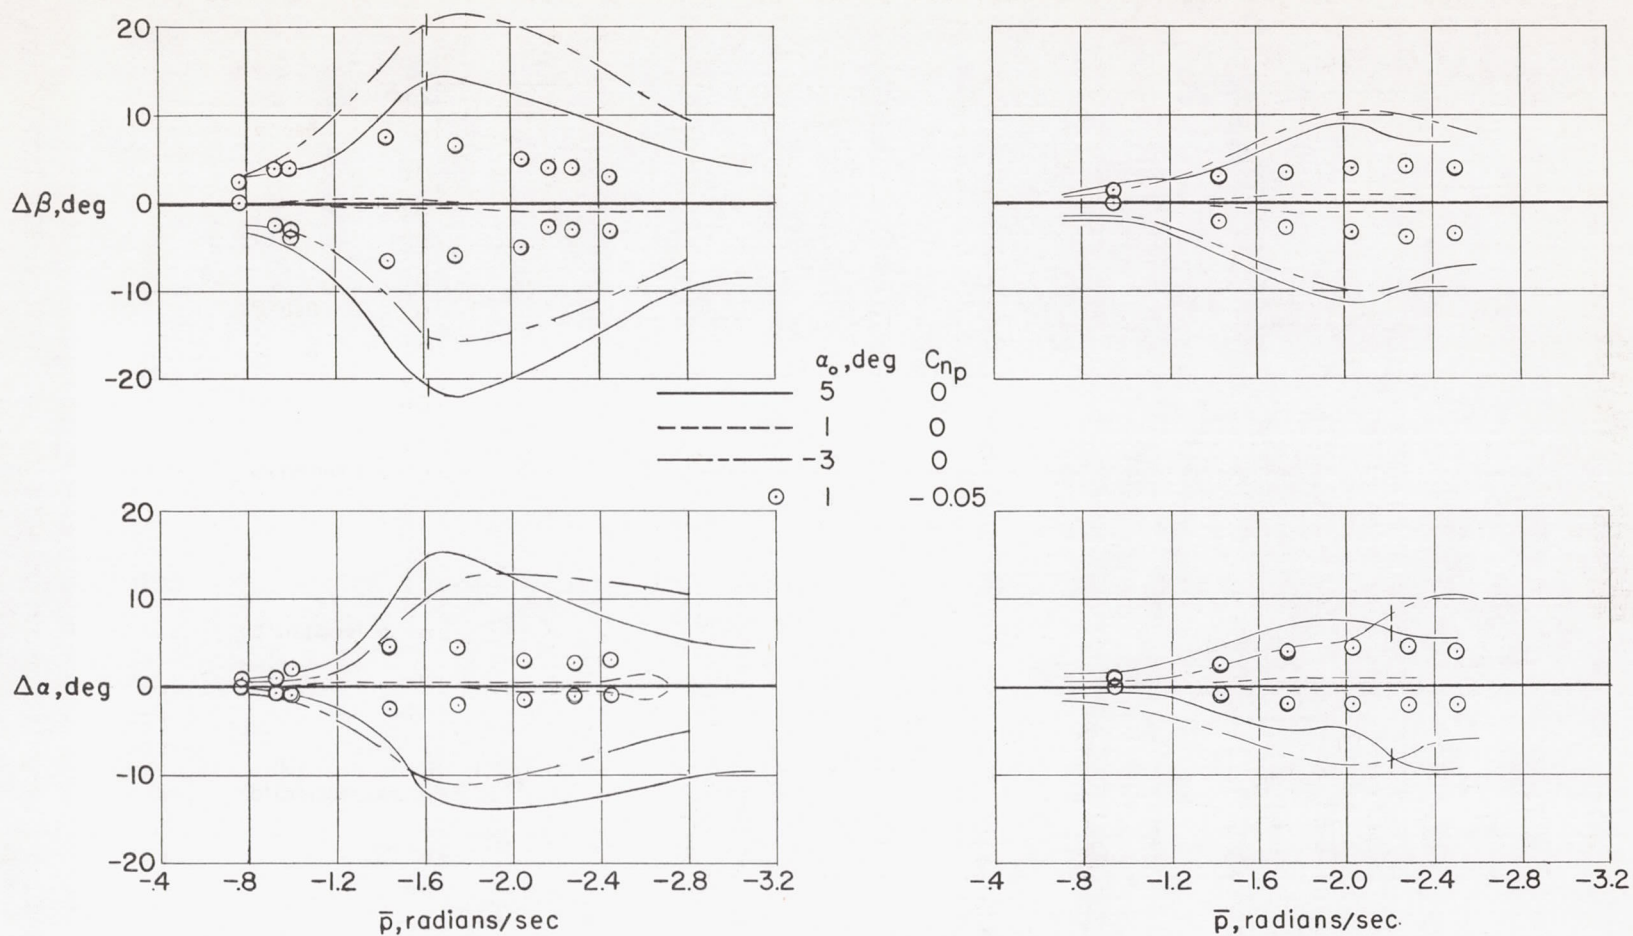 20
10
0
-10
-20
Δβ,deg
α₀,deg Cnp
5 0
1 0
-3 0
1 -0.05
20
10
0
-10
-20
Δα,deg
-.4 -.8 -1.2 -1.6 -2.0 -2.4 -2.8 -3.2
p̄,radians/sec
-.4 -.8 -1.2 -1.6 -2.0 -2.4 -2.8 -3.2
p̄,radians/sec.